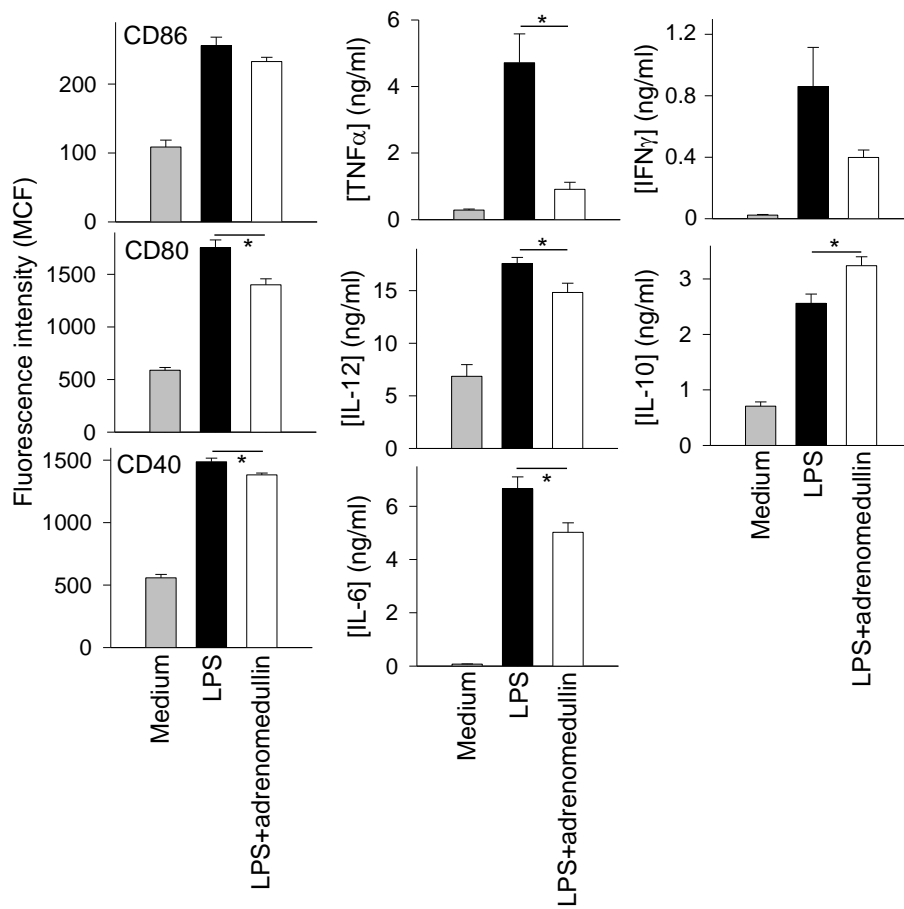 Fluorescence intensity (MCF)
CD86
200
100
0
CD80
*
1500
1000
500
0
CD40
*
1500
1000
500
0
Medium
LPS
LPS+adrenomedullin
[TNFα] (ng/ml)
*
6
4
2
0
[IL-12] (ng/ml)
*
15
10
5
0
[IL-6] (ng/ml)
*
6
4
2
0
Medium
LPS
LPS+adrenomedullin
[IFNγ] (ng/ml)
1.2
0.8
0.4
0
[IL-10] (ng/ml)
*
3
2
1
0
Medium
LPS
LPS+adrenomedullin